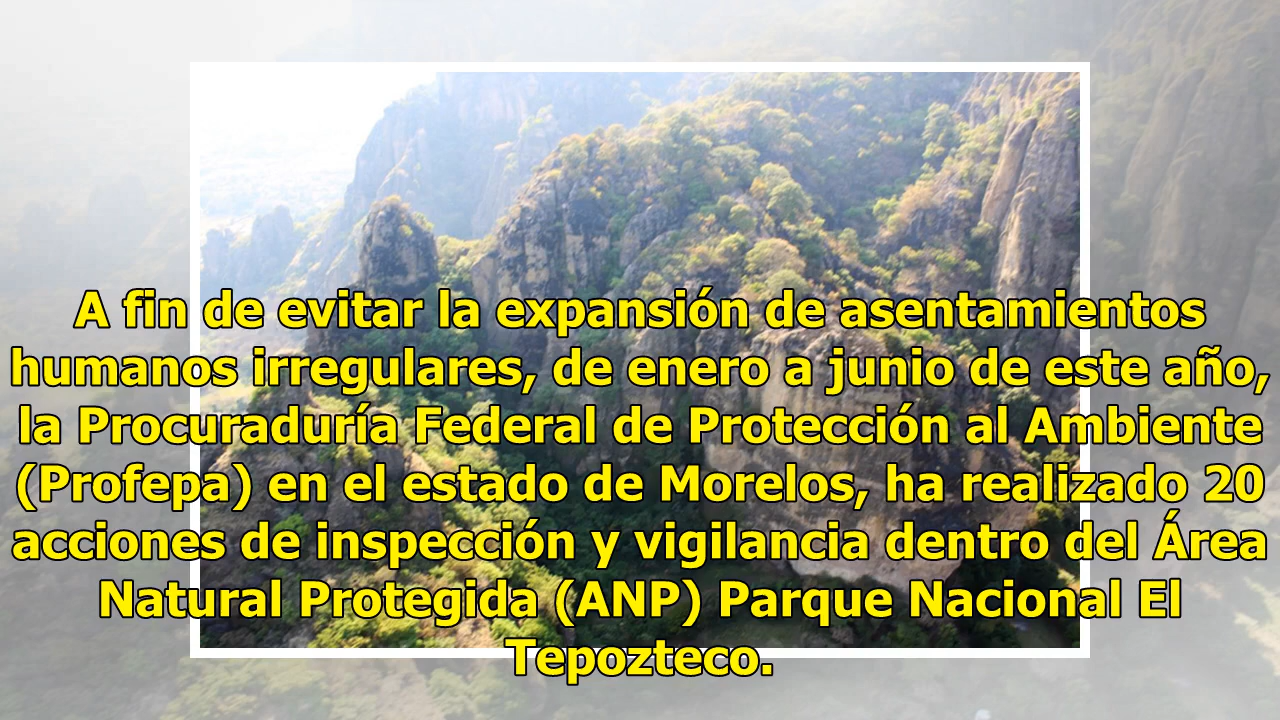 A fin de evitar la expansión de asentamientos
humanos irregulares, de enero a junio de este año,
la Procuraduría Federal de Protección al Ambiente
(Profepa) en el estado de Morelos, ha realizado 20
acciones de inspección y vigilancia dentro del Área
Natural Protegida (ANP) Parque Nacional El
Tepozteco.